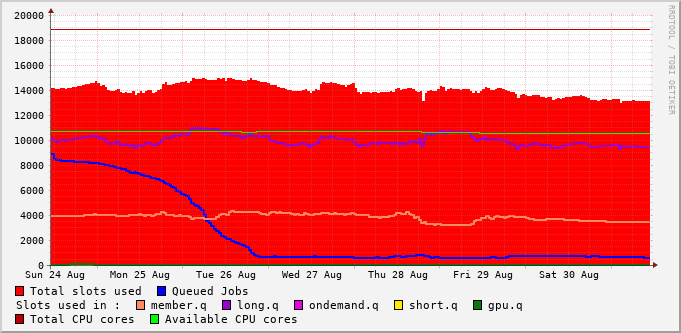 20000
18000
16000
14000
12000
10000
8000
6000
4000
2000
0
Sun 24 Aug Mon 25 Aug Tue 26 Aug Wed 27 Aug Thu 28 Aug Fri 29 Aug Sat 30 Aug
Total slots used Queued Jobs
Slots used in : member.q long.q ondemand.q short.q gpu.q
Total CPU cores Available CPU cores
RRDTOOL / TOBI OETIKER